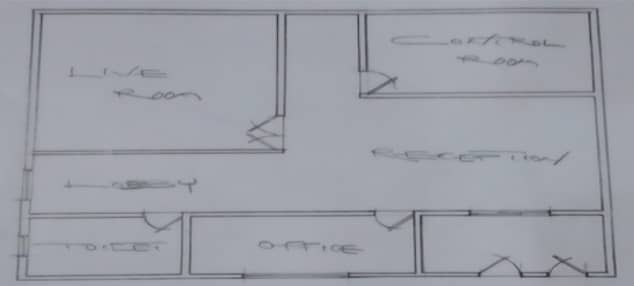 LIVE
ROOM
CONTROL
ROOM
RECEPTION
LOBBY
TOILET
OFFICE